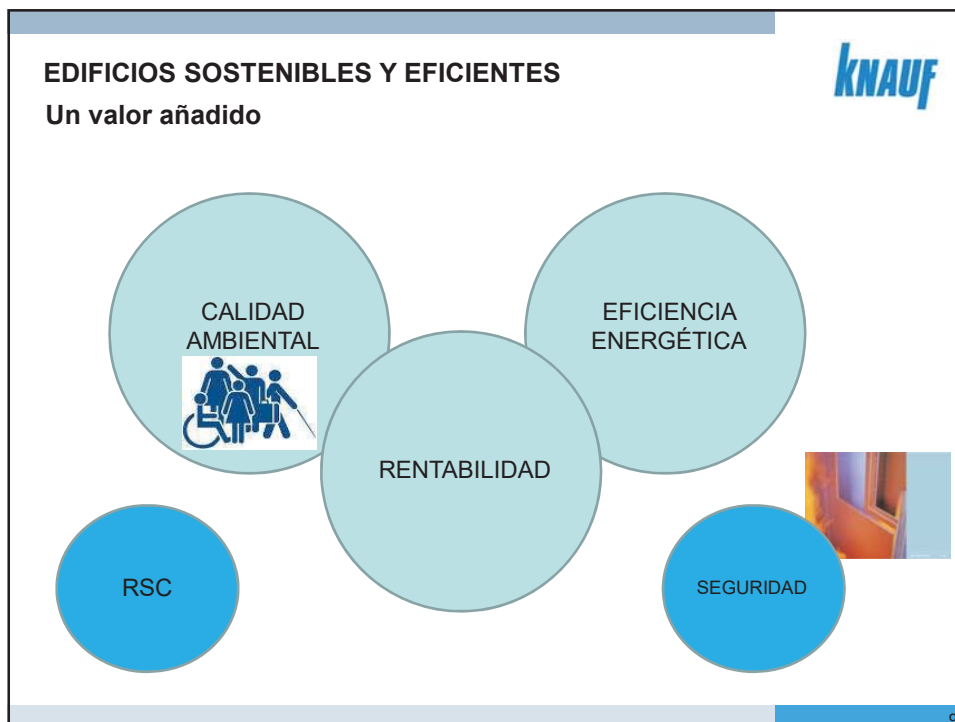 EDIFICIOS SOSTENIBLES Y EFICIENTES
Un valor añadido
KNAUF
CALIDAD
AMBIENTAL
EFICIENCIA
ENERGÉTICA
RENTABILIDAD
RSC
SEGURIDAD